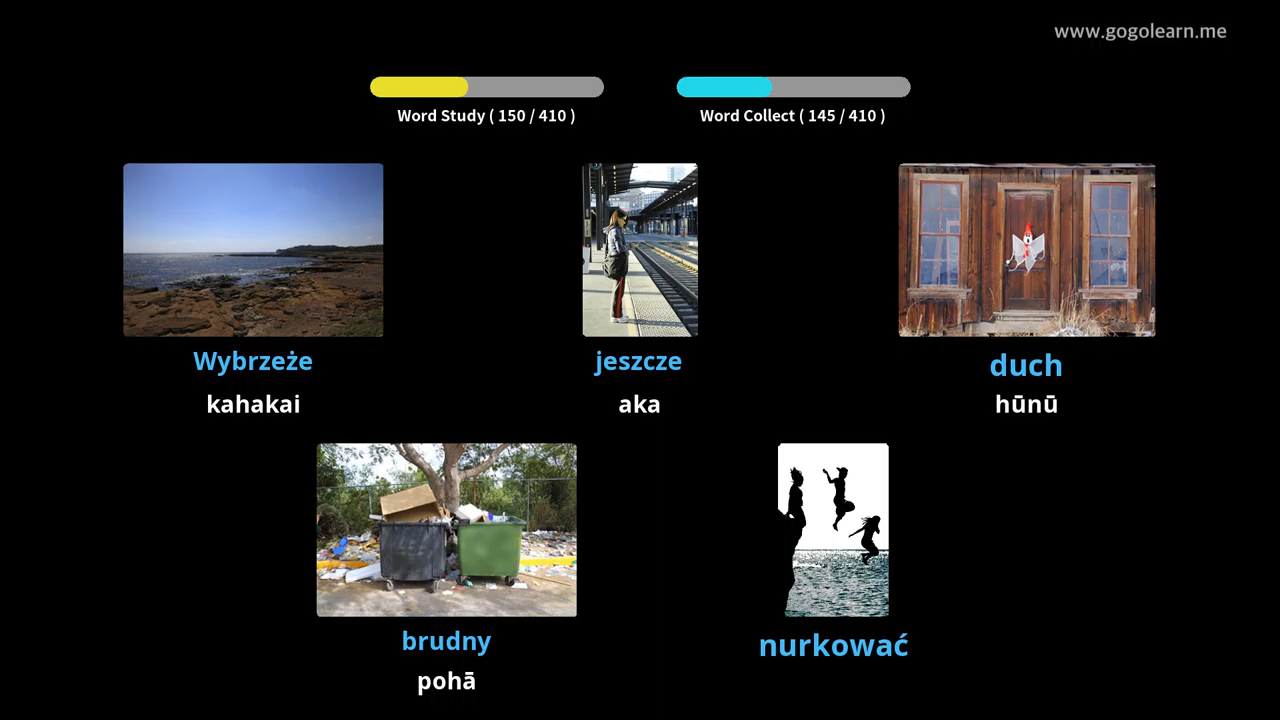 www.gogolearn.me
Word Study ( 150 / 410 )
Word Collect ( 145 / 410 )
Wybrzeże
kahakai
jeszcze
aka
duch
hūnū
brudny
pohā
nurkować